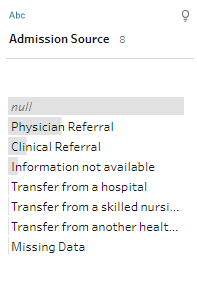 Abc
Admission Source 8
null
Physician Referral
Clinical Referral
Information not available
Transfer from a hospital
Transfer from a skilled nursi...
Transfer from another healt...
Missing Data